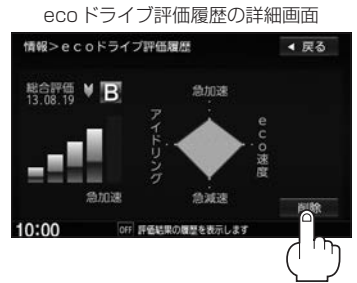 eco ドライブ評価履歴の詳細画面
情報>ecoドライブ評価履歴
◀ 戻る
総合評価
13.08.19
B
急加速
アイドリング
eco速度
急加速
急減速
削除
10:00
OFF 評価結果の履歴を表示します